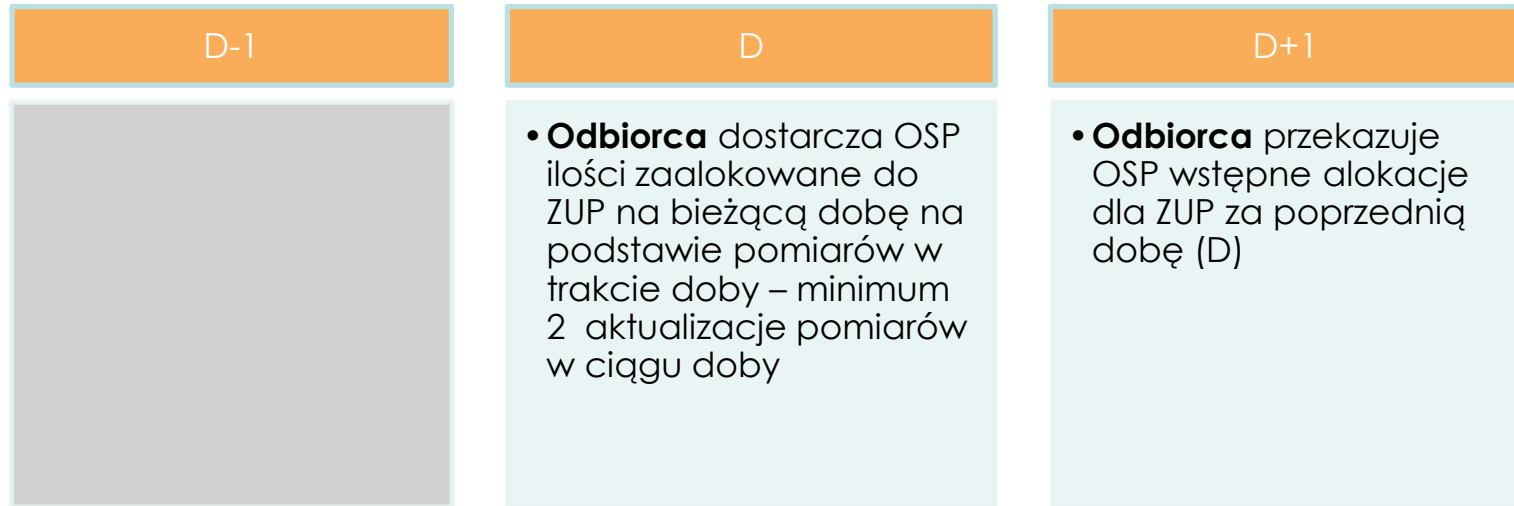 D-1
D
D+1
•Odbiorca dostarcza OSP
ilości zaalokowane do
ZUP na bieżącą dobę na
podstawie pomiarów w
trakcie doby – minimum
2 aktualizacje pomiarów
w ciągu doby
•Odbiorca przekazuje
OSP wstępne alokacje
dla ZUP za poprzednią
dobę (D)